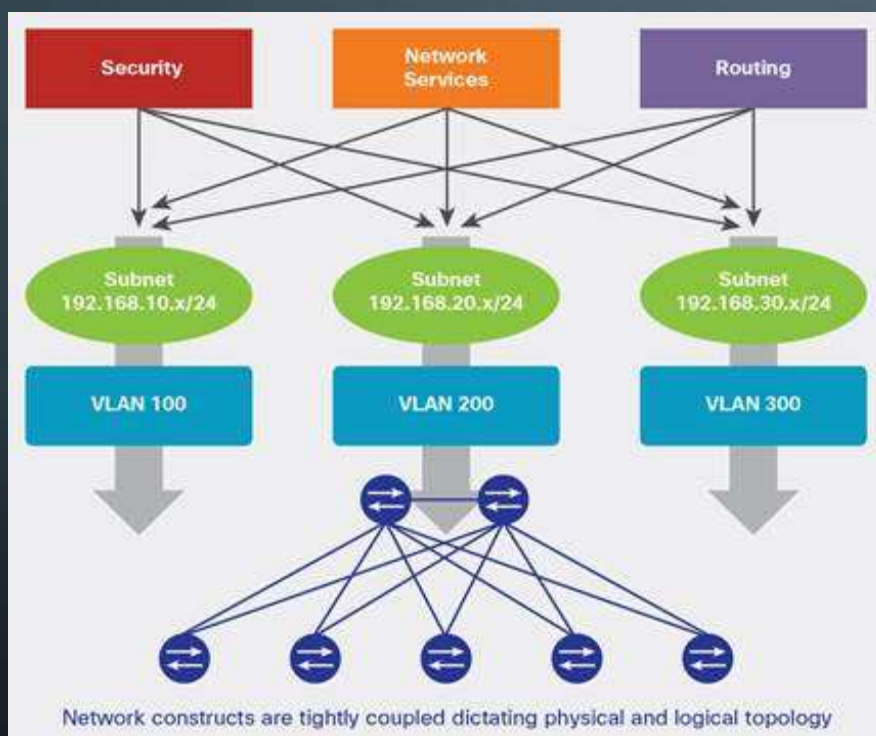 Security
Network
Services
Routing
Subnet
192.168.10.x/24
Subnet
192.168.20.x/24
Subnet
192.168.30.x/24
VLAN 100
VLAN 200
VLAN 300
Network constructs are tightly coupled dictating physical and logical topology